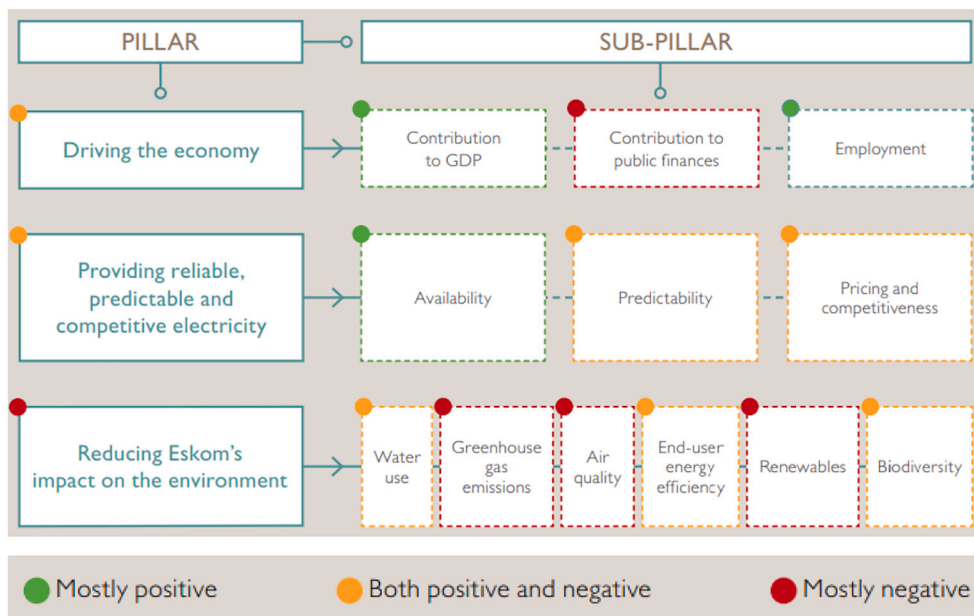 PILLAR
SUB-PILLAR
Driving the economy
Contribution
to GDP
Contribution to
public finances
Employment
Providing reliable,
predictable and
competitive electricity
Availability
Predictability
Pricing and
competitiveness
Reducing Eskom's
impact on the environment
Water
use
Greenhouse
gas
emissions
Air
quality
End-user
energy
efficiency
Renewables
Biodiversity
Mostly positive
Both positive and negative
Mostly negative